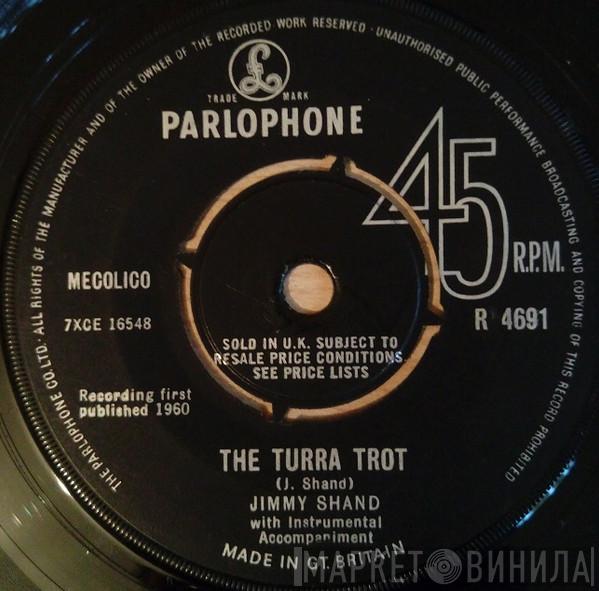 THE PARLOPHONE CO.LTD. · ALL RIGHTS OF THE MANUFACTURER AND OF THE OWNER OF THE RECORDED WORK RESERVED · UNAUTHORISED PUBLIC PERFORMANCE BROADCASTING AND COPYING OF THIS RECORD PROHIBITED
£
TRADE MARK
PARLOPHONE
45
R.P.M.
MECOLICO
7XCE 16548
R 4691
SOLD IN U.K. SUBJECT TO
RESALE PRICE CONDITIONS.
SEE PRICE LISTS
Recording first
published 1960
THE TURRA TROT
(J. Shand)
JIMMY SHAND
with Instrumental
Accompaniment
MADE IN GT. BRITAIN
МАРКЕТ ВИНИЛА